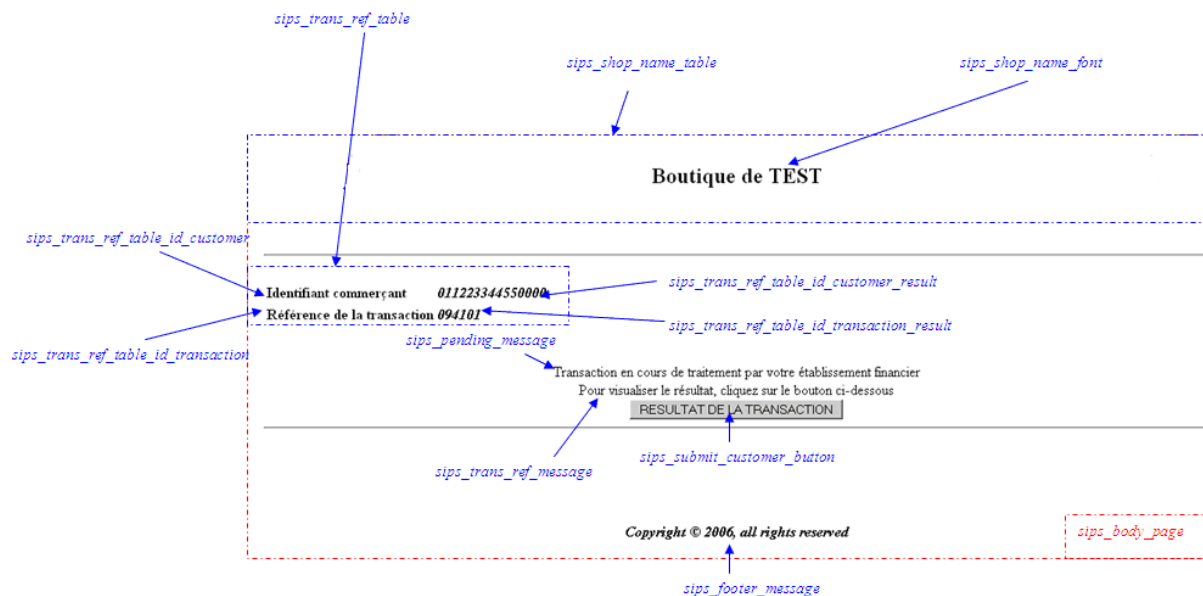 sips_trans_ref_table
sips_shop_name_table
sips_shop_name_font
Boutique de TEST
sips_trans_ref_table_id_customer
sips_trans_ref_table_id_customer_result
Identifiant commerçant 011223344550000
Référence de la transaction 094101
sips_trans_ref_table_id_transaction_result
sips_pending_message
sips_trans_ref_table_id_transaction
Transaction en cours de traitement par votre établissement financier
Pour visualiser le résultat, cliquez sur le bouton ci-dessous
RESULTAT DE LA TRANSACTION
sips_trans_ref_message
sips_submit_customer_button
Copyright © 2006, all rights reserved
sips_body_page
sips_footer_message